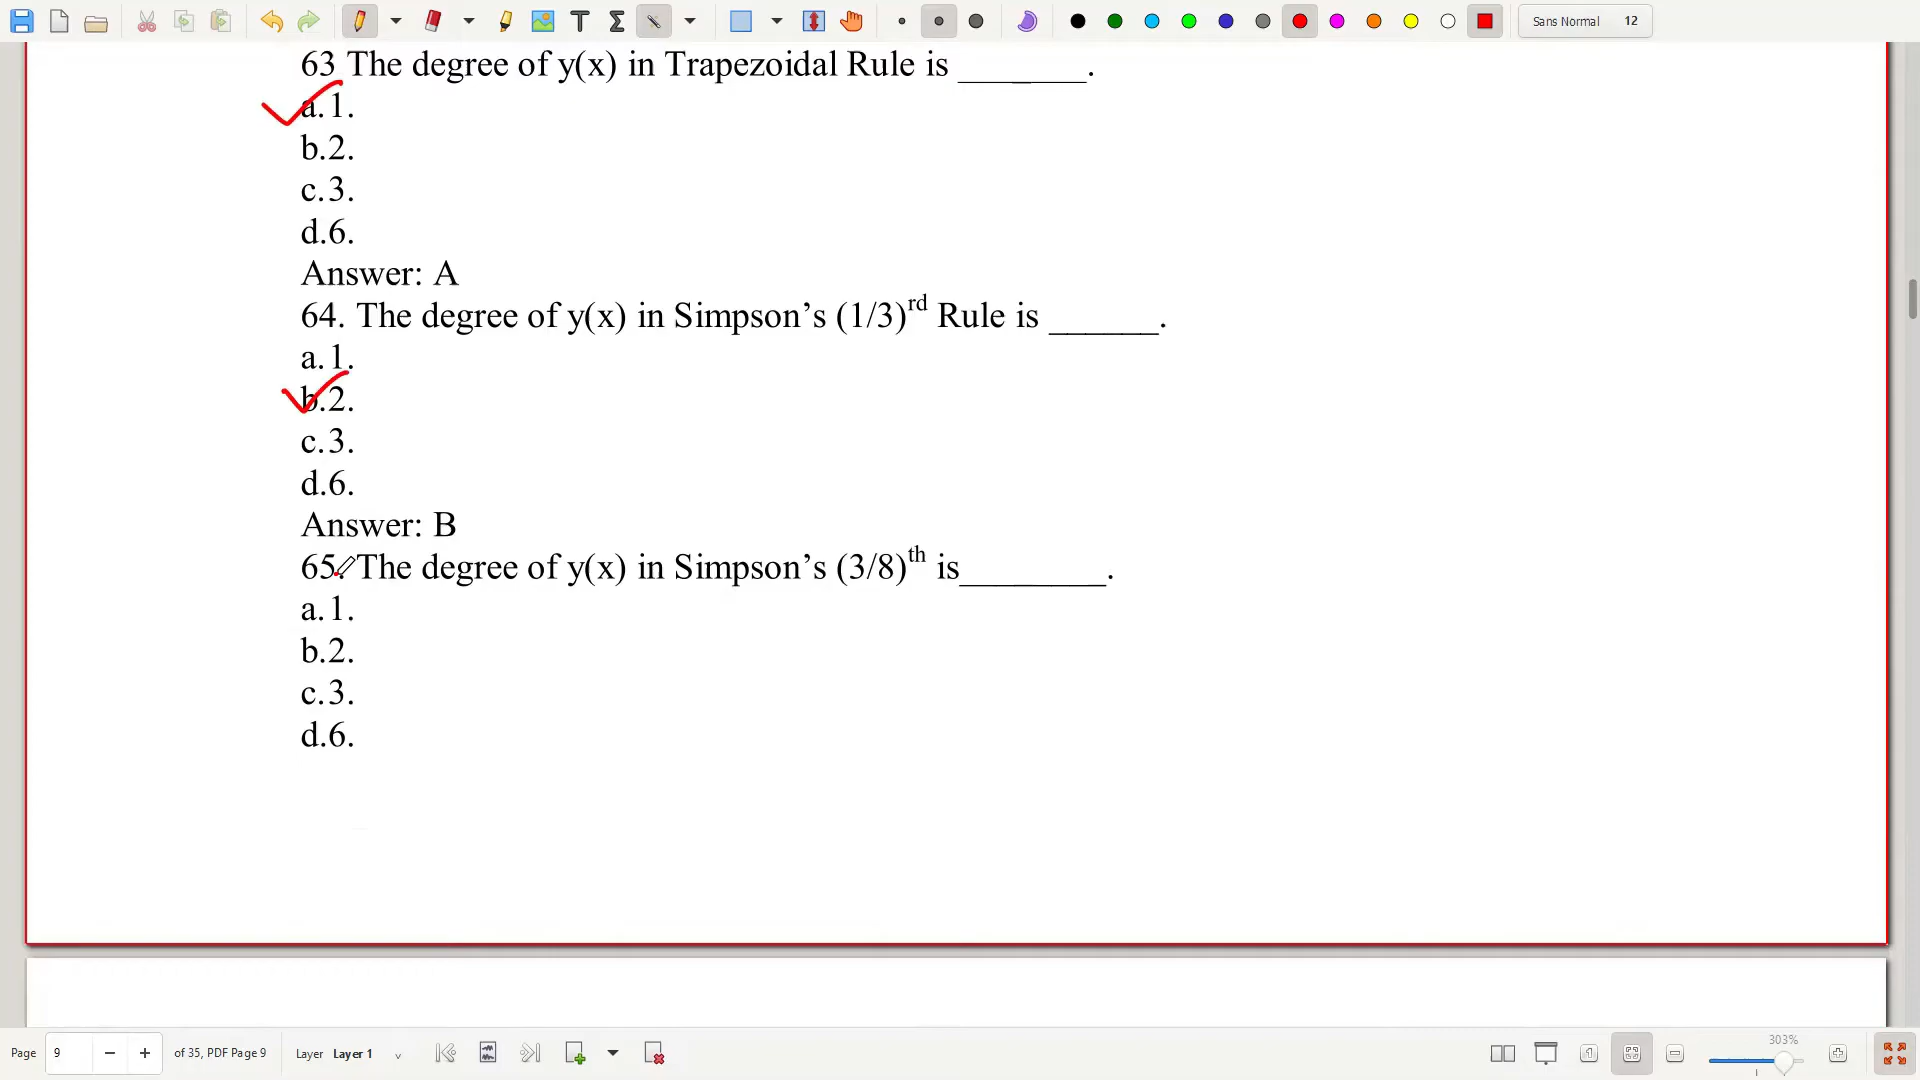 Sans Normal 12
63 The degree of y(x) in Trapezoidal Rule is _______.
a.1.
b.2.
c.3.
d.6.
Answer: A
64. The degree of y(x) in Simpson’s (1/3)rd Rule is ______.
a.1.
b.2.
c.3.
d.6.
Answer: B
65. The degree of y(x) in Simpson’s (3/8)th is________.
a.1.
b.2.
c.3.
d.6.
Page 9 of 35, PDF Page 9 Layer Layer 1 303%